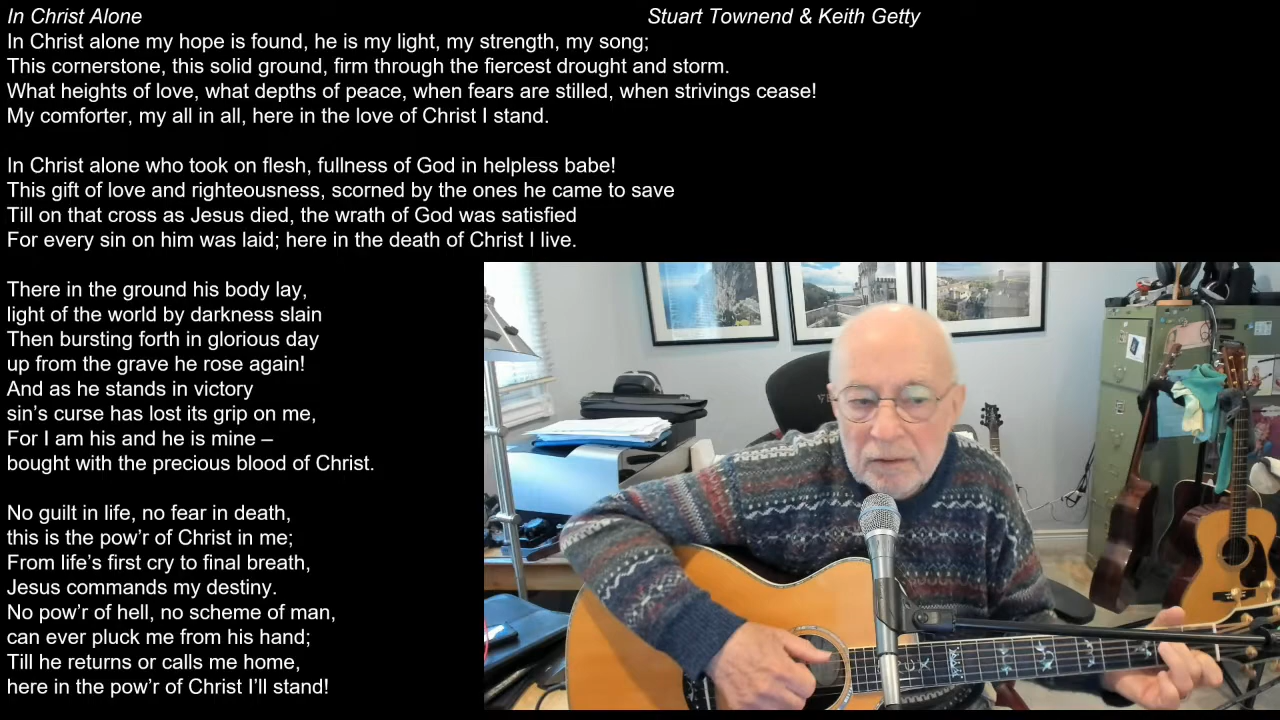 In Christ Alone Stuart Townend & Keith Getty
In Christ alone my hope is found, he is my light, my strength, my song;
This cornerstone, this solid ground, firm through the fiercest drought and storm.
What heights of love, what depths of peace, when fears are stilled, when strivings cease!
My comforter, my all in all, here in the love of Christ I stand.
In Christ alone who took on flesh, fullness of God in helpless babe!
This gift of love and righteousness, scorned by the ones he came to save
Till on that cross as Jesus died, the wrath of God was satisfied
For every sin on him was laid; here in the death of Christ I live.
There in the ground his body lay,
light of the world by darkness slain
Then bursting forth in glorious day
up from the grave he rose again!
And as he stands in victory
sin’s curse has lost its grip on me,
For I am his and he is mine –
bought with the precious blood of Christ.
No guilt in life, no fear in death,
this is the pow’r of Christ in me;
From life’s first cry to final breath,
Jesus commands my destiny.
No pow’r of hell, no scheme of man,
can ever pluck me from his hand;
Till he returns or calls me home,
here in the pow’r of Christ I’ll stand!